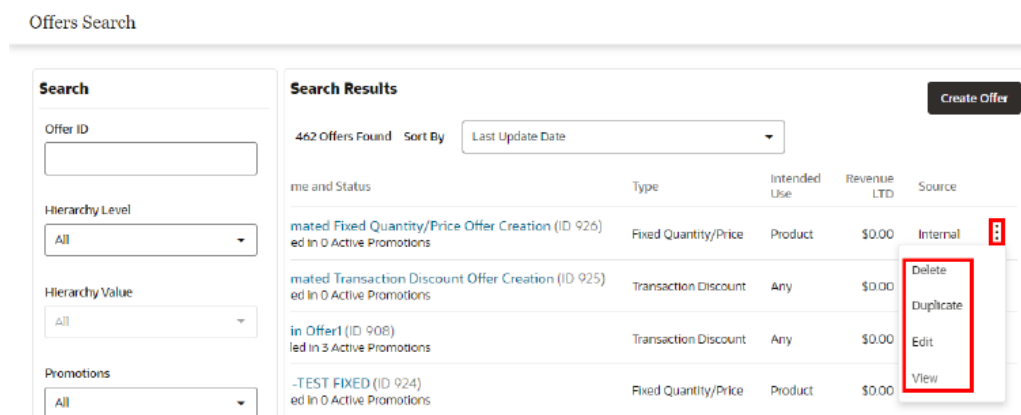 Offers Search
Search
Offer ID
Hierarchy Level
All
Hierarchy Value
All
Promotions
All
Search Results
Create Offer
462 Offers Found Sort By Last Update Date
me and Status Type Intended Use Revenue LTD Source
mated Fixed Quantity/Price Offer Creation (ID 926)
ed in 0 Active Promotions
Fixed Quantity/Price Product $0.00 Internal
mated Transaction Discount Offer Creation (ID 925)
ed in 0 Active Promotions
Transaction Discount Any $0.00
in Offer1 (ID 908)
led in 3 Active Promotions
Transaction Discount Any $0.00
-TEST FIXED (ID 924)
ed in 0 Active Promotions
Fixed Quantity/Price Product $0.00
Delete
Duplicate
Edit
View